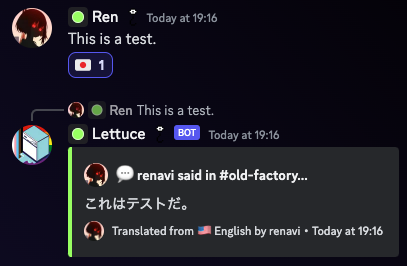 Ren Today at 19:16
This is a test.
1
Ren This is a test.
Lettuce BOT Today at 19:16
renavi said in #old-factory...
これはテストだ。
Translated from English by renavi • Today at 19:16